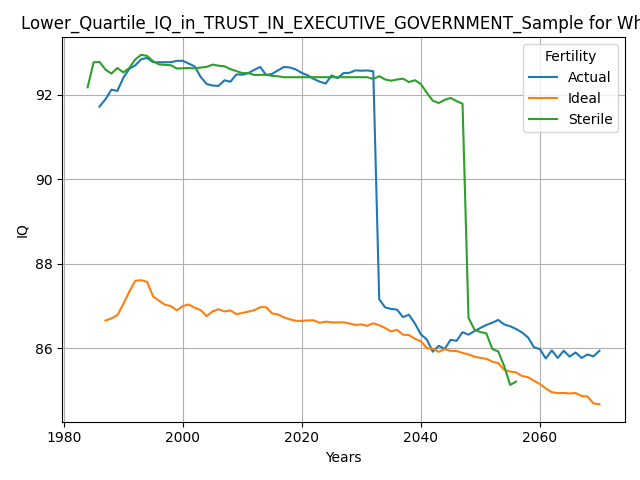 Lower_Quartile_IQ_in_TRUST_IN_EXECUTIVE_GOVERNMENT_Sample for Wh
Fertility
Actual
Ideal
Sterile
92
90
88
86
IQ
1980
2000
2020
2040
2060
Years